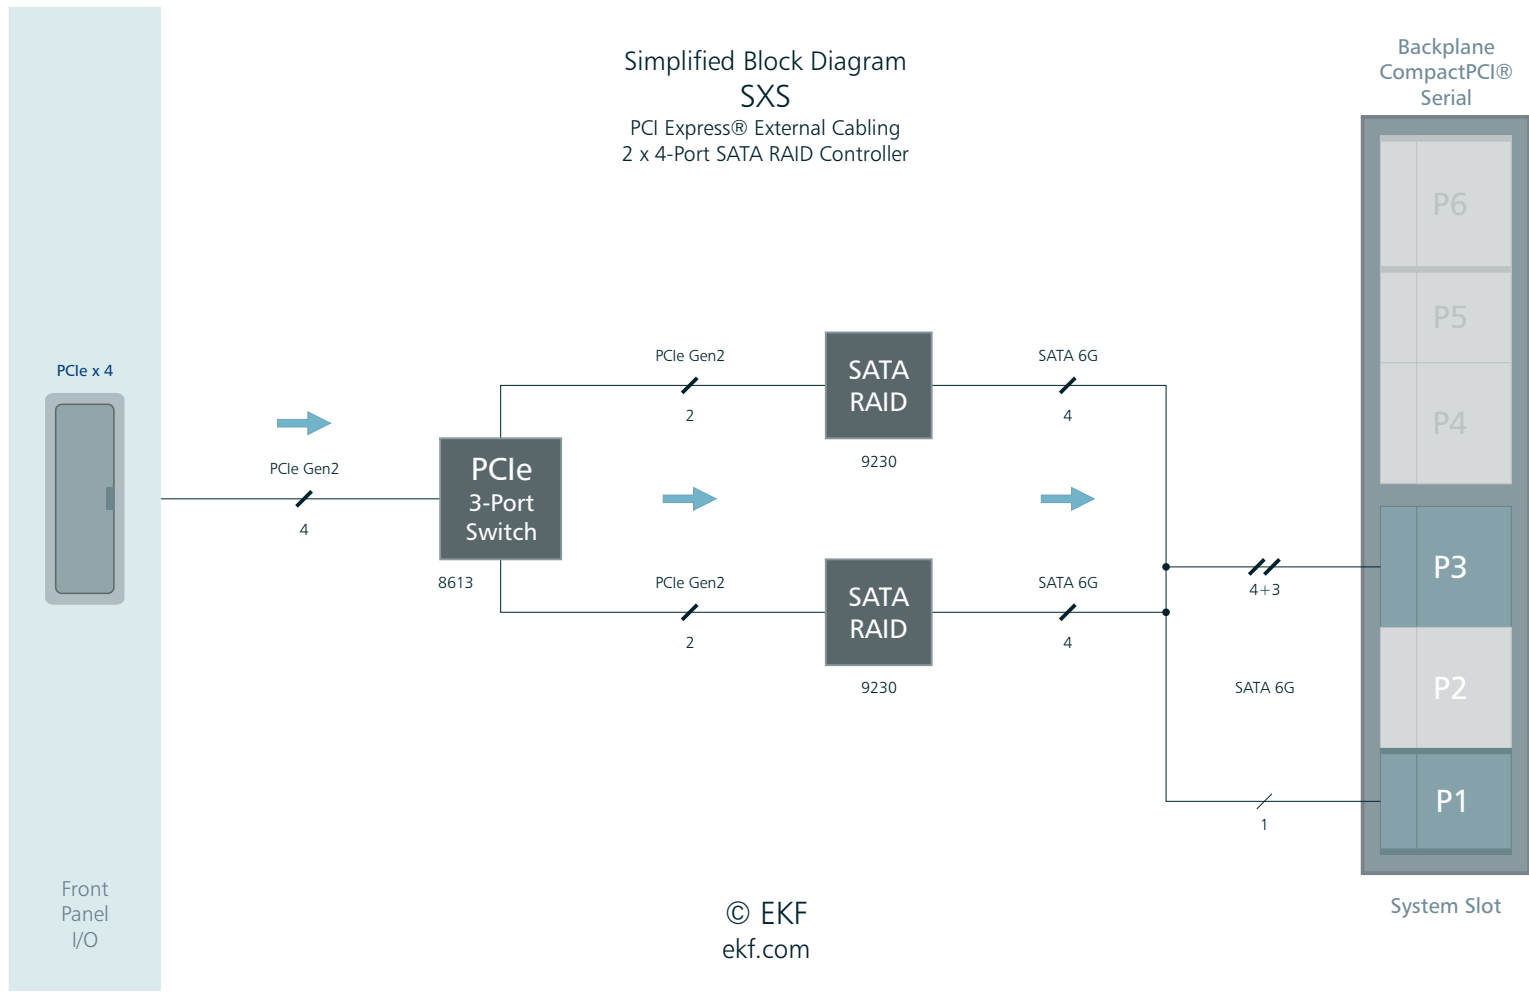 Simplified Block Diagram
SXS
PCI Express® External Cabling
2 x 4-Port SATA RAID Controller
Backplane
CompactPCI®
Serial
P6
P5
P4
P3
P2
P1
System Slot
PCIe x 4
PCIe Gen2
4
PCIe
3-Port
Switch
8613
PCIe Gen2
2
SATA
RAID
9230
SATA 6G
4
PCIe Gen2
2
SATA
RAID
9230
SATA 6G
4
4+3
SATA 6G
1
Front
Panel
I/O
© EKF
ekf.com